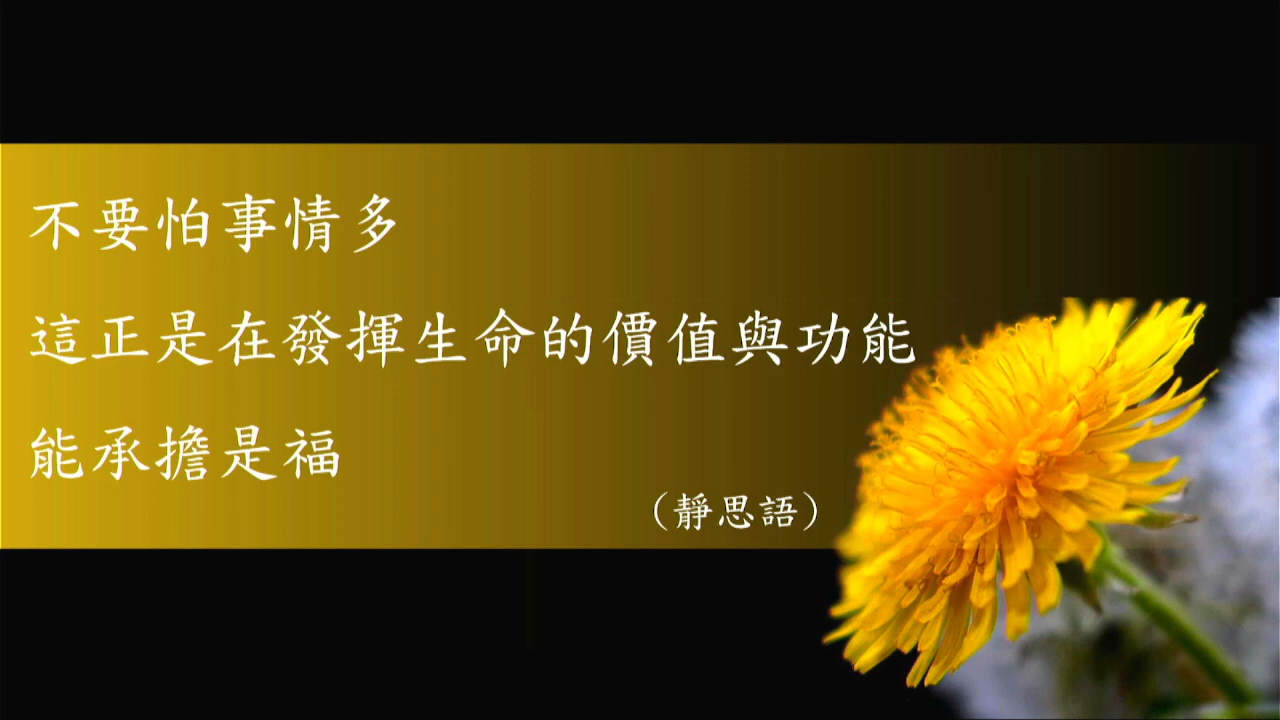 不要怕事情多
這正是在發揮生命的價值與功能
能承擔是福
（靜思語）